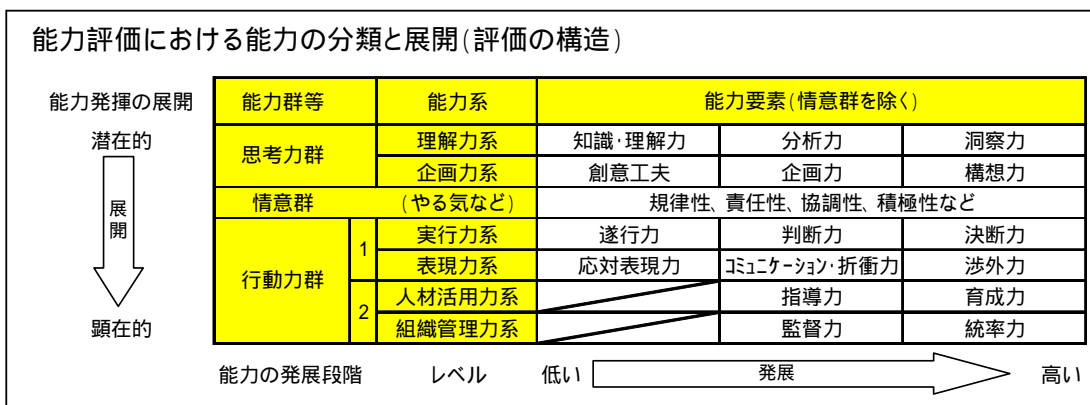 能力評価における能力の分類と展開(評価の構造)
能力発揮の展開 能力群等 能力系 能力要素(情意群を除く)
潜在的 思考力群 理解力系 知識・理解力 分析力 洞察力
企画力系 創意工夫 企画力 構想力
展開 情意群 (やる気など) 規律性、責任性、協調性、積極性など
行動力群 1 実行力系 遂行力 判断力 決断力
表現力系 応対表現力 ｺﾐｭﾆｹｰｼｮﾝ・折衝力 渉外力
2 人材活用力系 指導力 育成力
顕在的 組織管理力系 監督力 統率力
能力の発展段階 レベル 低い 発展 高い